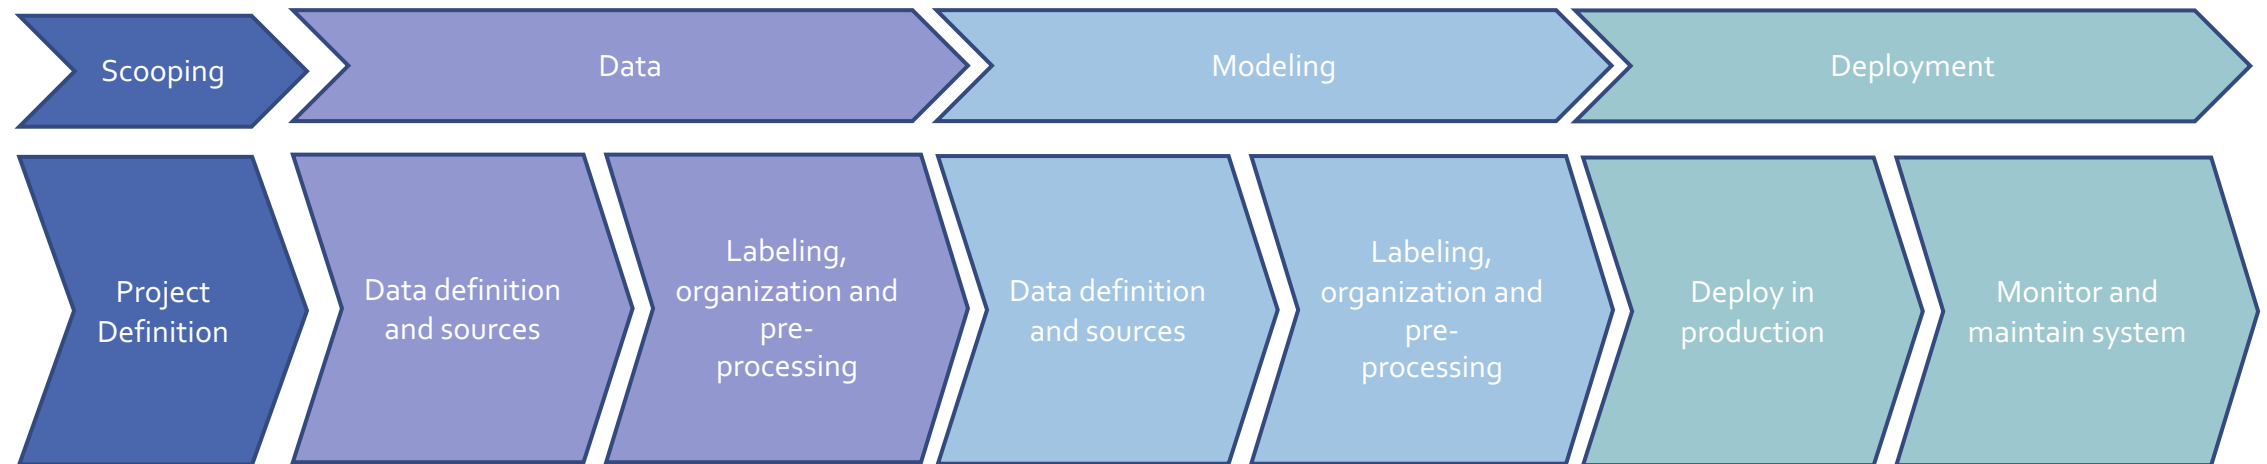 Scooping
Data
Modeling
Deployment
Project
Definition
Data definition
and sources
Labeling,
organization and
pre-
processing
Data definition
and sources
Labeling,
organization and
pre-
processing
Deploy in
production
Monitor and
maintain system